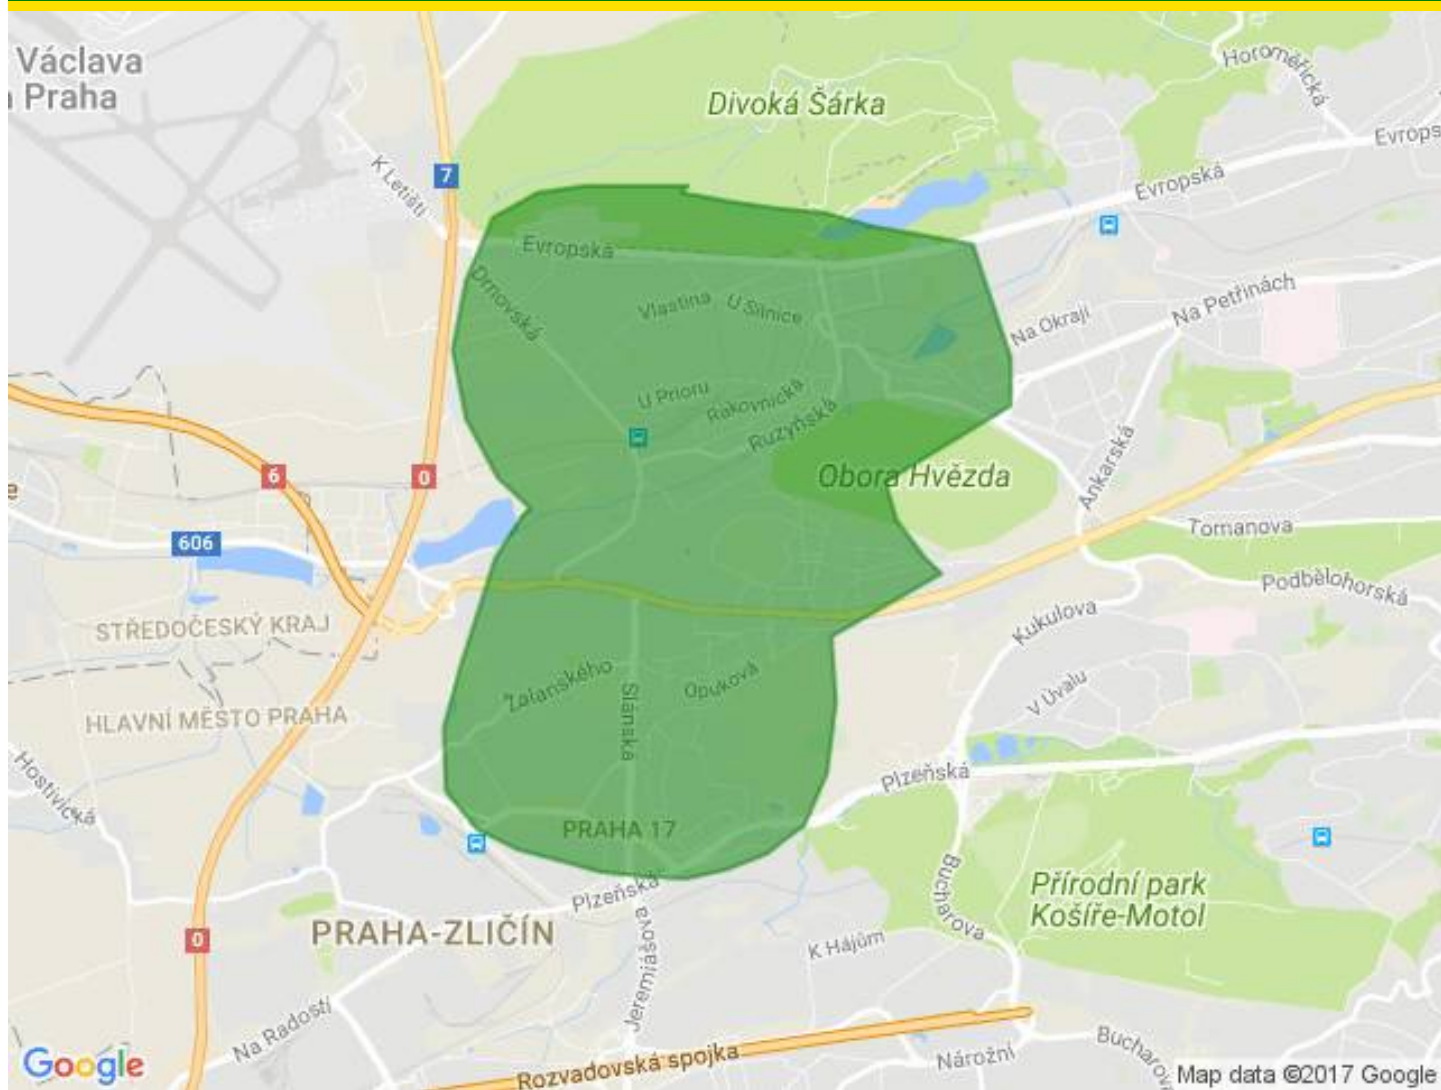 Václava
Praha
Divoká Šárka
Horoměřická
Evrops
K Letišti
7
Evropská
Evropská
Drnovská
Vlastina
U Silnice
Na Petřinách
Na Okraji
U Prioru
Rakovnická
Ruzyňská
Ankarská
6
0
Obora Hvězda
e
606
Tomanova
Podbělohorská
Kukulova
STŘEDOČESKÝ KRAJ
Žalanského
Slánská
Opuková
V Úvalu
HLAVNÍ MĚSTO PRAHA
Hostivická
Plzeňská
PRAHA 17
Plzeňská
Bucharova
Přírodní park
Košíře-Motol
PRAHA-ZLIČÍN
0
Jeremiášova
K Hájům
Na Radosti
Rozvadovská spojka
Nárožní
Bucharov
Google
Map data ©2017 Google